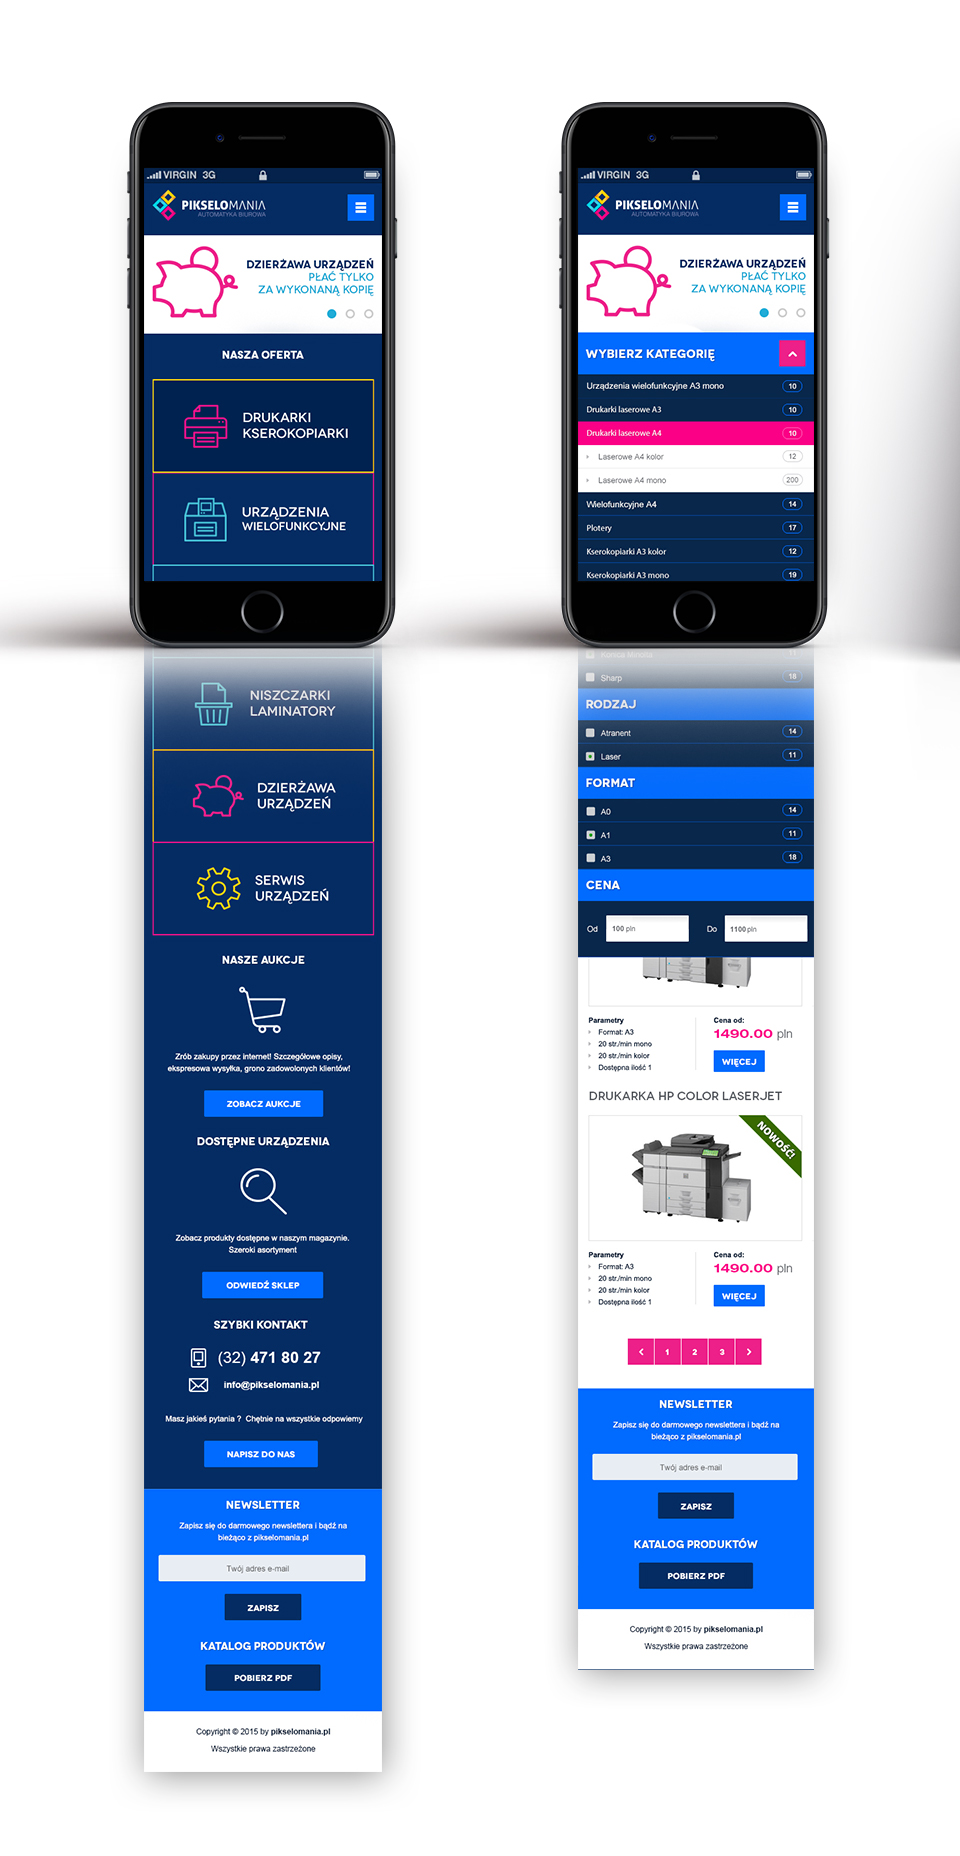 VIRGIN 3G
PIKSELOMANIA
AUTOMATYKA BIUROWA
DZIERŻAWA URZĄDZEŃ
PŁAĆ TYLKO
ZA WYKONANĄ KOPIĘ
NASZA OFERTA
DRUKARKI
KSEROKOPIARKI
URZĄDZENIA
WIELOFUNKCYJNE
NISZCZARKI
LAMINATORY
DZIERŻAWA
URZĄDZEŃ
SERWIS
URZĄDZEŃ
NASZE AUKCJE
Zrób zakupy przez internet! Szczegółowe opisy,
ekspresowa wysyłka, grono zadowolonych klientów!
ZOBACZ AUKCJE
DOSTĘPNE URZĄDZENIA
Zobacz produkty dostępne w naszym magazynie.
Szeroki asortyment
ODWIEDŹ SKLEP
SZYBKI KONTAKT
(32) 471 80 27
info@pikselomania.pl
Masz jakieś pytania ? Chętnie na wszystkie odpowiemy
NAPISZ DO NAS
NEWSLETTER
Zapisz się do darmowego newslettera i bądź na
bieżąco z pikselomania.pl
Twój adres e-mail
ZAPISZ
KATALOG PRODUKTÓW
POBIERZ PDF
Copyright © 2015 by pikselomania.pl
Wszystkie prawa zastrzeżone
VIRGIN 3G
PIKSELOMANIA
AUTOMATYKA BIUROWA
DZIERŻAWA URZĄDZEŃ
PŁAĆ TYLKO
ZA WYKONANĄ KOPIĘ
WYBIERZ KATEGORIĘ
Urządzenia wielofunkcyjne A3 mono 10
Drukarki laserowe A3 10
Drukarki laserowe A4 10
Laserowe A4 kolor 12
Laserowe A4 mono 200
Wielofunkcyjne A4 14
Plotery 17
Kserokopiarki A3 kolor 12
Kserokopiarki A3 mono 19
Sharp 18
RODZAJ
Atranent 14
Laser 11
FORMAT
A0 14
A1 11
A3 18
CENA
Od 100 pln Do 1100 pln
Parametry
Format: A3
20 str./min mono
20 str./min kolor
Dostępna ilość 1
Cena od:
1490.00 pln
WIĘCEJ
DRUKARKA HP COLOR LASERJET
NOWOŚĆ!
Parametry
Format: A3
20 str./min mono
20 str./min kolor
Dostępna ilość 1
Cena od:
1490.00 pln
WIĘCEJ
< 1 2 3 >
NEWSLETTER
Zapisz się do darmowego newslettera i bądź na
bieżąco z pikselomania.pl
Twój adres e-mail
ZAPISZ
KATALOG PRODUKTÓW
POBIERZ PDF
Copyright © 2015 by pikselomania.pl
Wszystkie prawa zastrzeżone